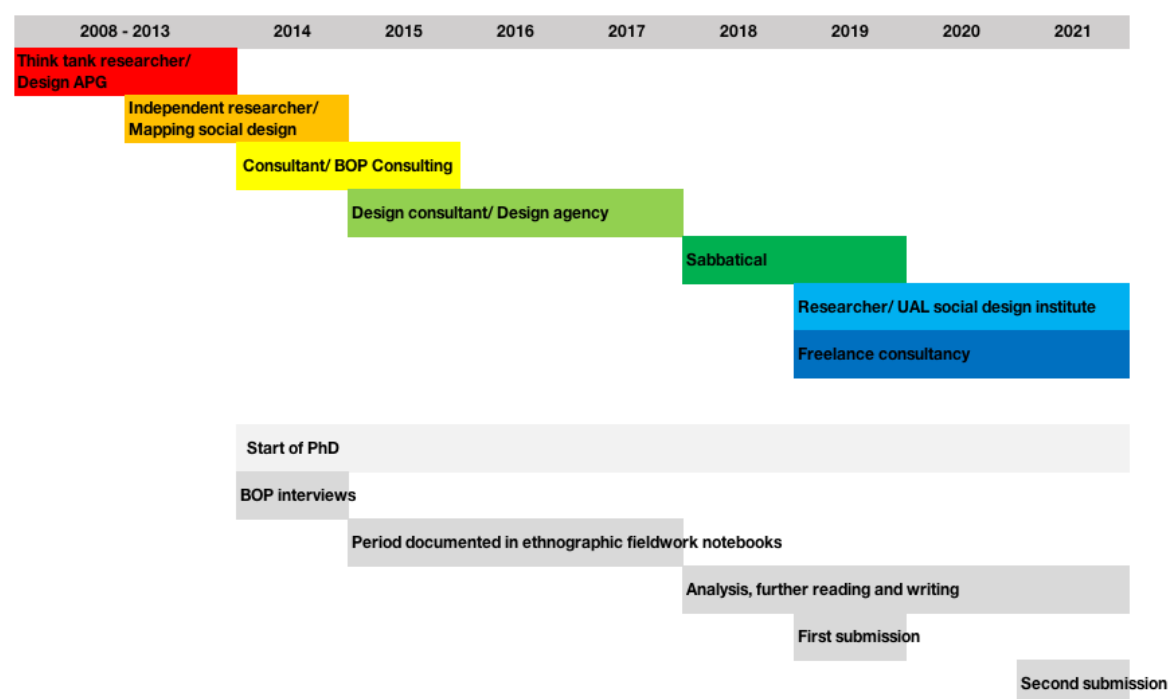 2008 - 2013 2014 2015 2016 2017 2018 2019 2020 2021
Think tank researcher/
Design APG
Independent researcher/
Mapping social design
Consultant/ BOP Consulting
Design consultant/ Design agency
Sabbatical
Researcher/ UAL social design institute
Freelance consultancy
Start of PhD
BOP interviews
Period documented in ethnographic fieldwork notebooks
Analysis, further reading and writing
First submission
Second submission